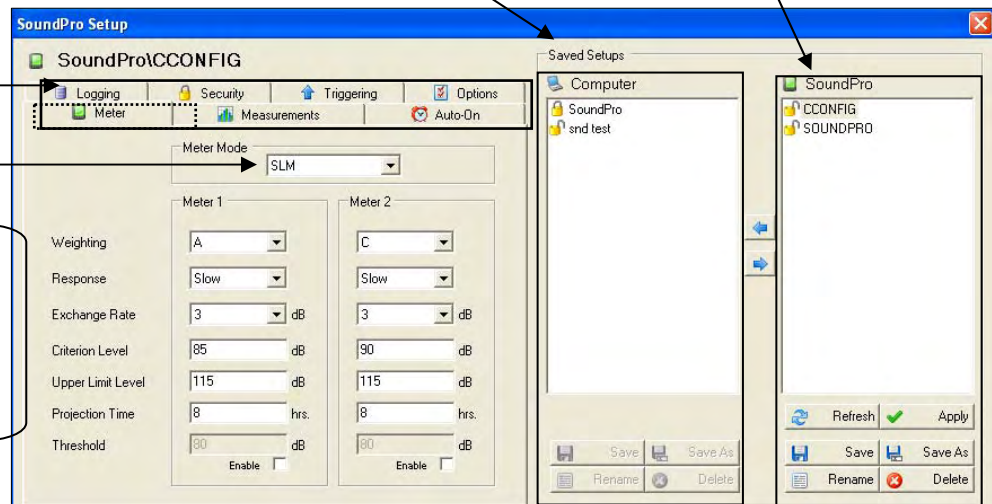 SoundPro Setup
SoundPro\CCONFIG
Logging Security Triggering Options
Meter Measurements Auto-On
Meter Mode
SLM
Meter 1 Meter 2
Weighting A C
Response Slow Slow
Exchange Rate 3 dB 3 dB
Criterion Level 85 dB 90 dB
Upper Limit Level 115 dB 115 dB
Projection Time 8 hrs. 8 hrs.
Threshold 80 dB 80 dB
Enable Enable
Saved Setups
Computer
SoundPro
snd test
Save Save As
Rename Delete
SoundPro
CCONFIG
SOUNDPRO
Refresh Apply
Save Save As
Rename Delete